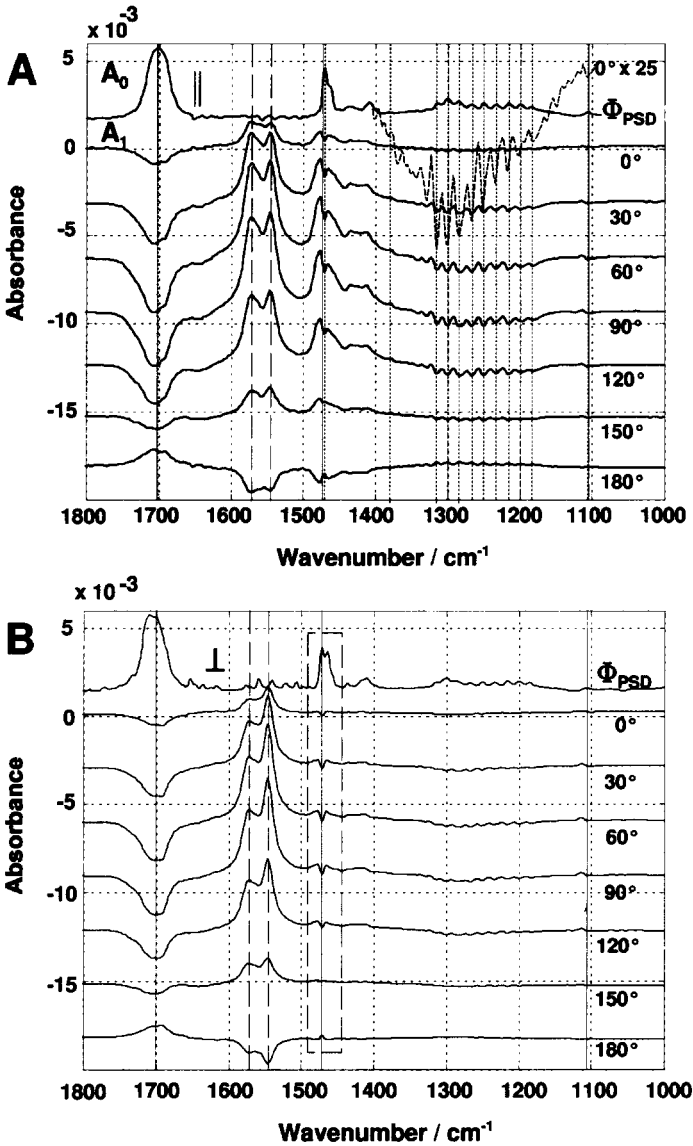 x 10⁻³
A
A₀
||
0° x 25
Φ_PSD
A₁
5
0
-5
-10
-15
0°
30°
60°
90°
120°
150°
180°
Absorbance
1800 1700 1600 1500 1400 1300 1200 1100 1000
Wavenumber / cm⁻¹
x 10⁻³
B
⊥
Φ_PSD
5
0
-5
-10
-15
0°
30°
60°
90°
120°
150°
180°
Absorbance
1800 1700 1600 1500 1400 1300 1200 1100 1000
Wavenumber / cm⁻¹